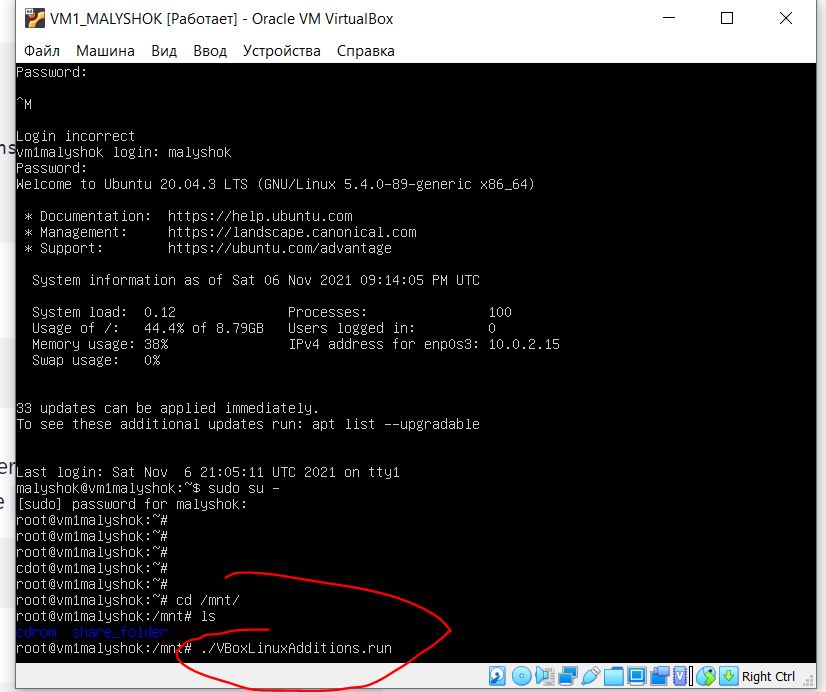 VM1_MALYSHOK [Работает] - Oracle VM VirtualBox
Файл Машина Вид Ввод Устройства Справка
Password:
^M
Login incorrect
vm1malyshok login: malyshok
Password:
Welcome to Ubuntu 20.04.3 LTS (GNU/Linux 5.4.0-89-generic x86_64)
* Documentation: https://help.ubuntu.com
* Management: https://landscape.canonical.com
* Support: https://ubuntu.com/advantage
System information as of Sat 06 Nov 2021 09:14:05 PM UTC
System load: 0.12 Processes: 100
Usage of /: 44.4% of 8.79GB Users logged in: 0
Memory usage: 38% IPv4 address for enp0s3: 10.0.2.15
Swap usage: 0%
33 updates can be applied immediately.
To see these additional updates run: apt list --upgradable
Last login: Sat Nov 6 21:05:11 UTC 2021 on tty1
malyshok@vm1malyshok:~$ sudo su -
[sudo] password for malyshok:
root@vm1malyshok:~#
root@vm1malyshok:~#
root@vm1malyshok:~#
cdot@vm1malyshok:~#
root@vm1malyshok:~#
root@vm1malyshok:~# cd /mnt/
root@vm1malyshok:/mnt# ls
cdrom share_folder
root@vm1malyshok:/mnt# ./VBoxLinuxAdditions.run
Right Ctrl